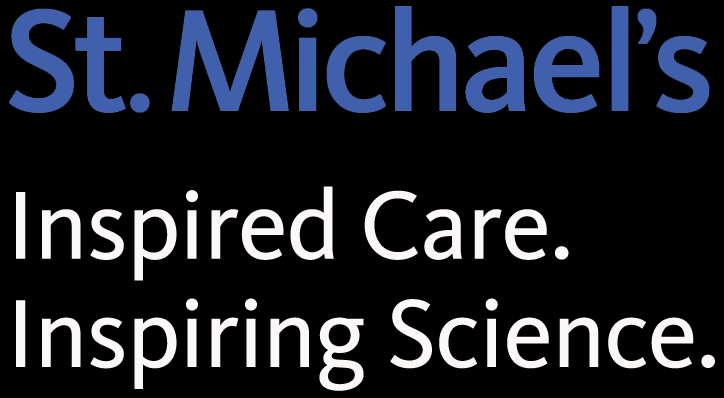 St. Michael’s
Inspired Care.
Inspiring Science.